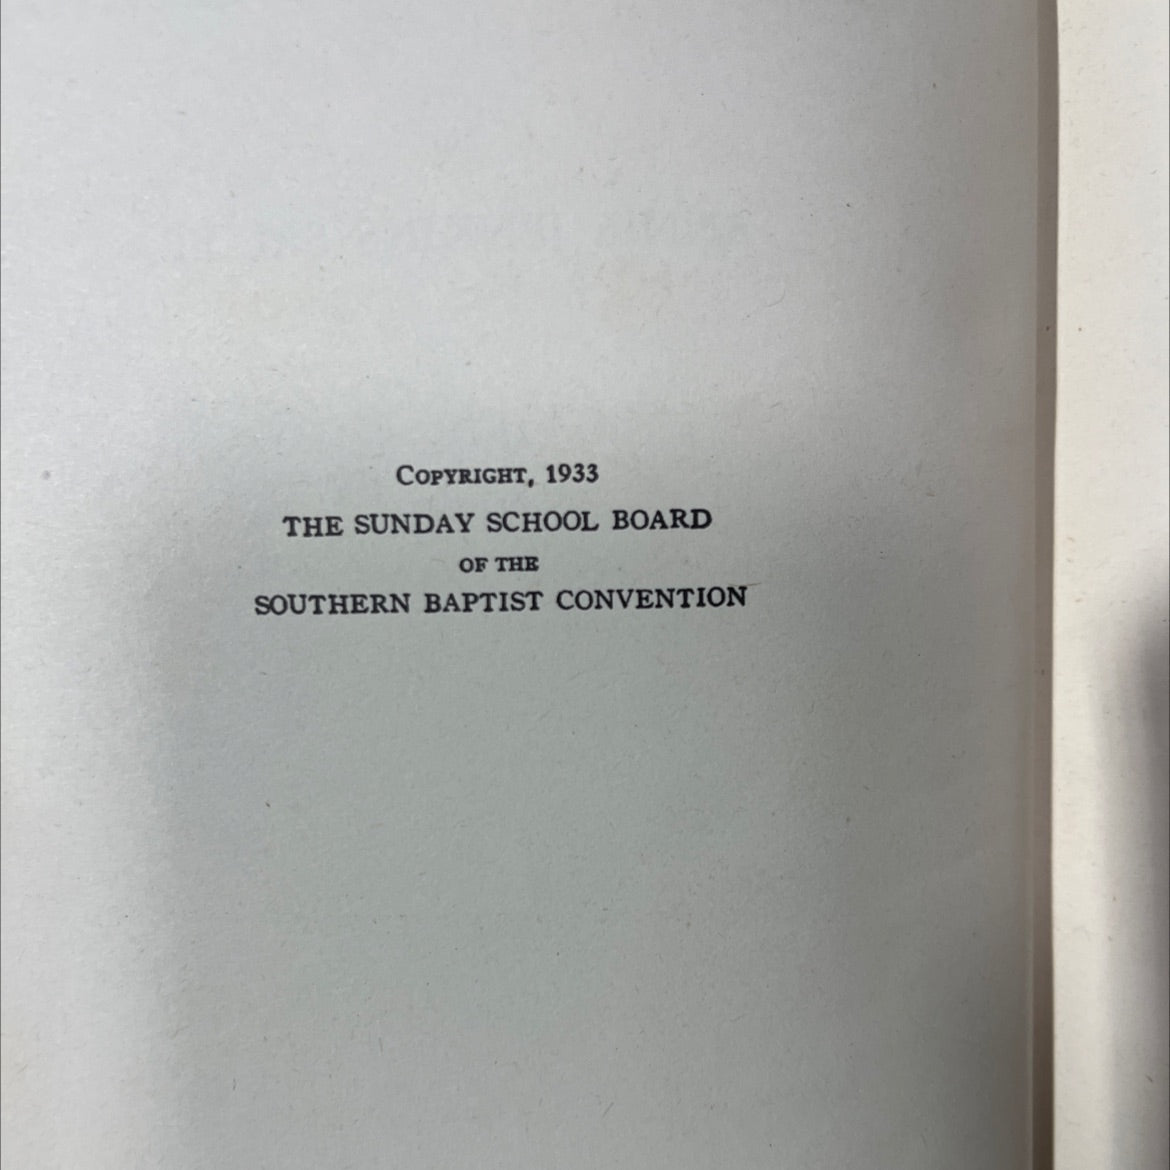 Copyright, 1933
THE SUNDAY SCHOOL BOARD
OF THE
SOUTHERN BAPTIST CONVENTION